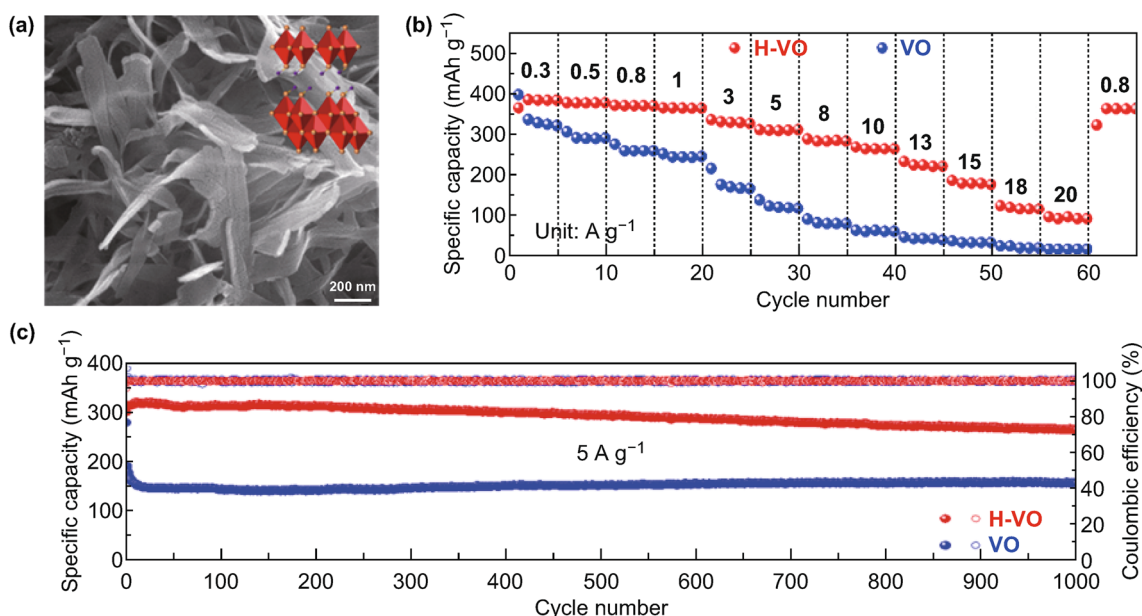 (a)
200 nm
(b)
Specific capacity (mAh g⁻¹)
500
400
300
200
100
0
H-VO
VO
0.3
0.5
0.8
1
3
5
8
10
13
15
18
20
0.8
Unit: A g⁻¹
0 10 20 30 40 50 60
Cycle number
(c)
Specific capacity (mAh g⁻¹)
400
300
200
150
100
0
5 A g⁻¹
H-VO
VO
100
80
60
40
20
0
Coulombic efficiency (%)
0 100 200 300 400 500 600 700 800 900 1000
Cycle number